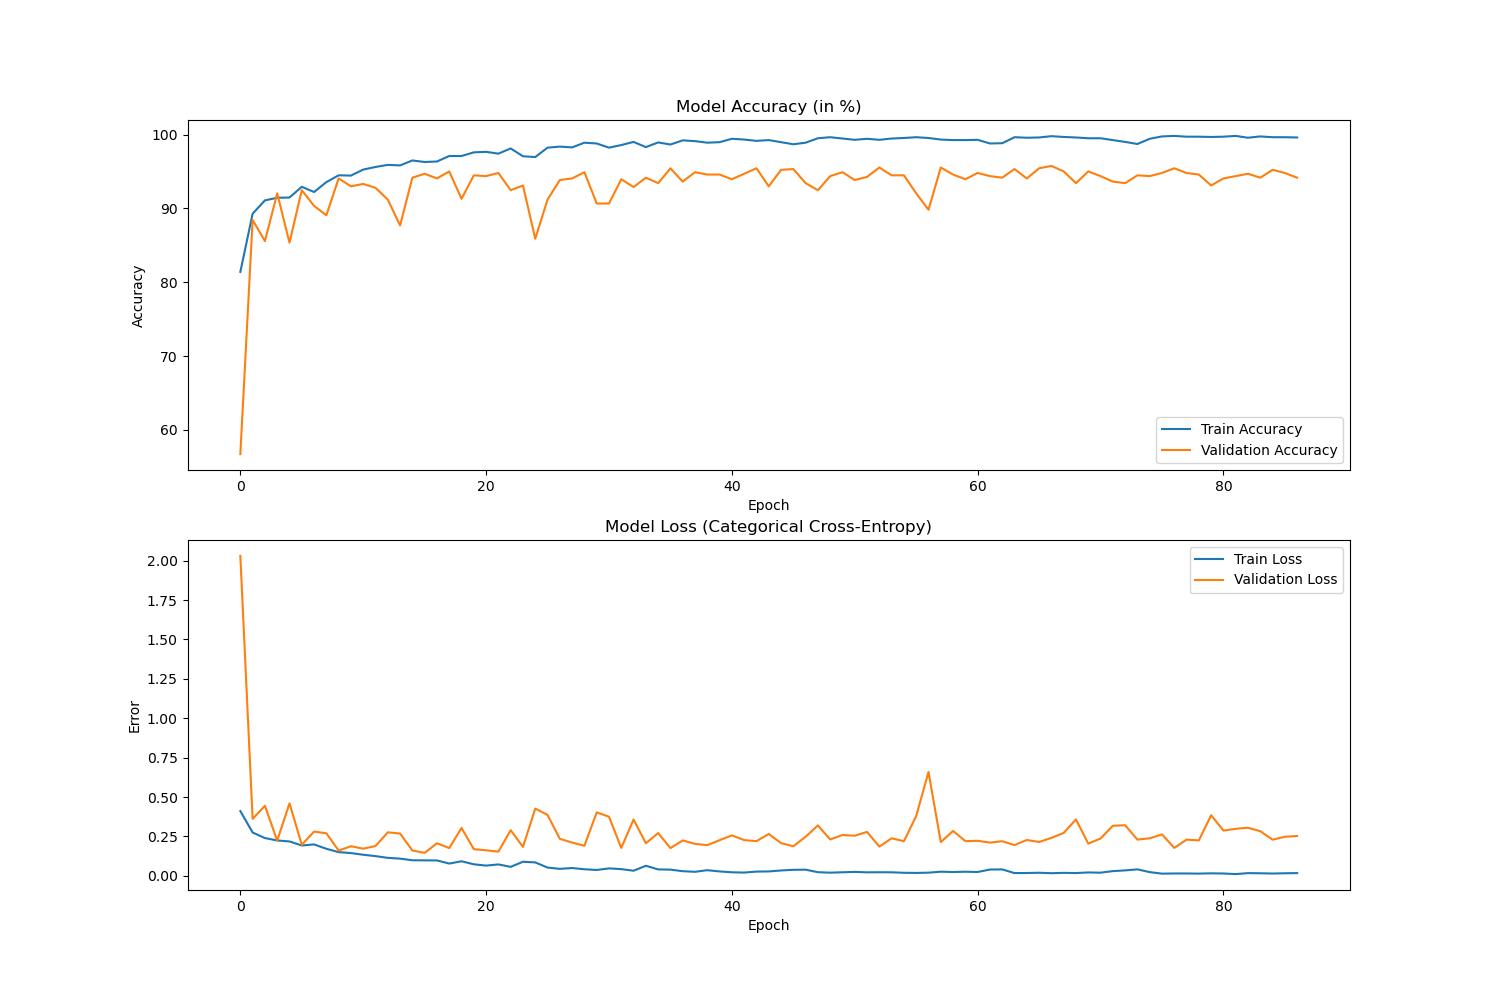 Model Accuracy (in %)
100
90
80
70
60
Accuracy
Train Accuracy
Validation Accuracy
0
20
40
60
80
Epoch
Model Loss (Categorical Cross-Entropy)
2.00
1.75
1.50
1.25
1.00
0.75
0.50
0.25
0.00
Error
Train Loss
Validation Loss
0
20
40
60
80
Epoch